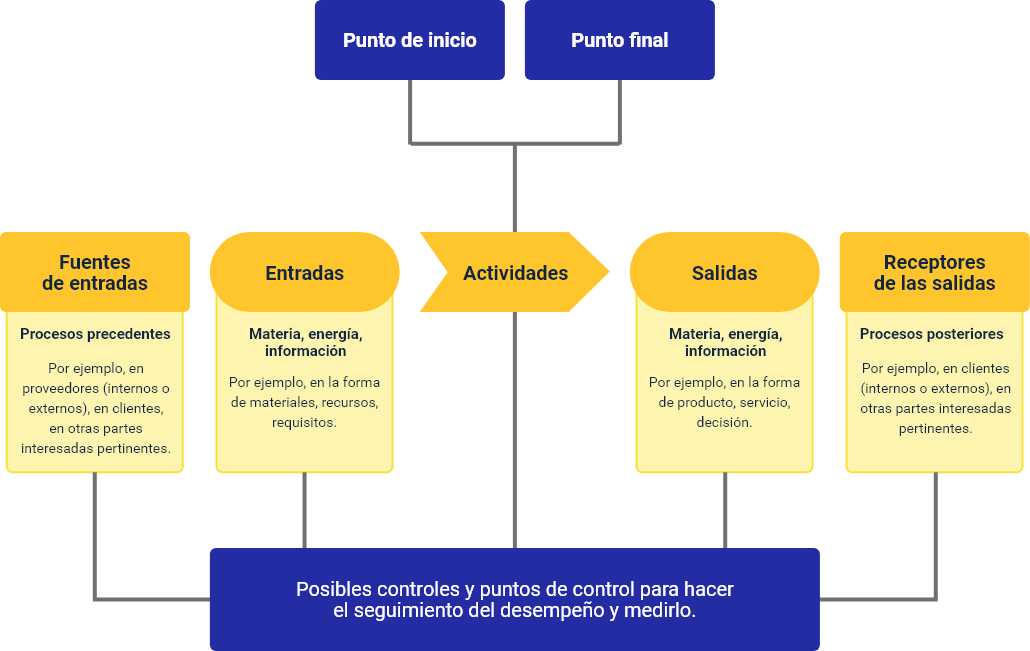 Punto de inicio
Punto final
Fuentes
de entradas
Procesos precedentes
Por ejemplo, en
proveedores (internos o
externos), en clientes,
en otras partes
interesadas pertinentes.
Entradas
Materia, energía,
información
Por ejemplo, en la forma
de materiales, recursos,
requisitos.
Actividades
Salidas
Materia, energía,
información
Por ejemplo, en la forma
de producto, servicio,
decisión.
Receptores
de las salidas
Procesos posteriores
Por ejemplo, en clientes
(internos o externos), en
otras partes interesadas
pertinentes.
Posibles controles y puntos de control para hacer
el seguimiento del desempeño y medirlo.